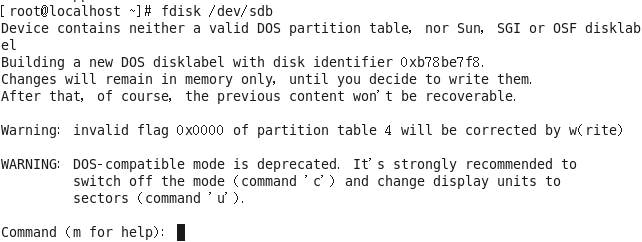 [root@localhost ~]# fdisk /dev/sdb
Device contains neither a valid DOS partition table, nor Sun, SGI or OSF disklab
el
Building a new DOS disklabel with disk identifier 0xb78be7f8.
Changes will remain in memory only, until you decide to write them.
After that, of course, the previous content won't be recoverable.
Warning: invalid flag 0x0000 of partition table 4 will be corrected by w(rite)
WARNING: DOS-compatible mode is deprecated. It's strongly recommended to
switch off the mode (command 'c') and change display units to
sectors (command 'u').
Command (m for help):